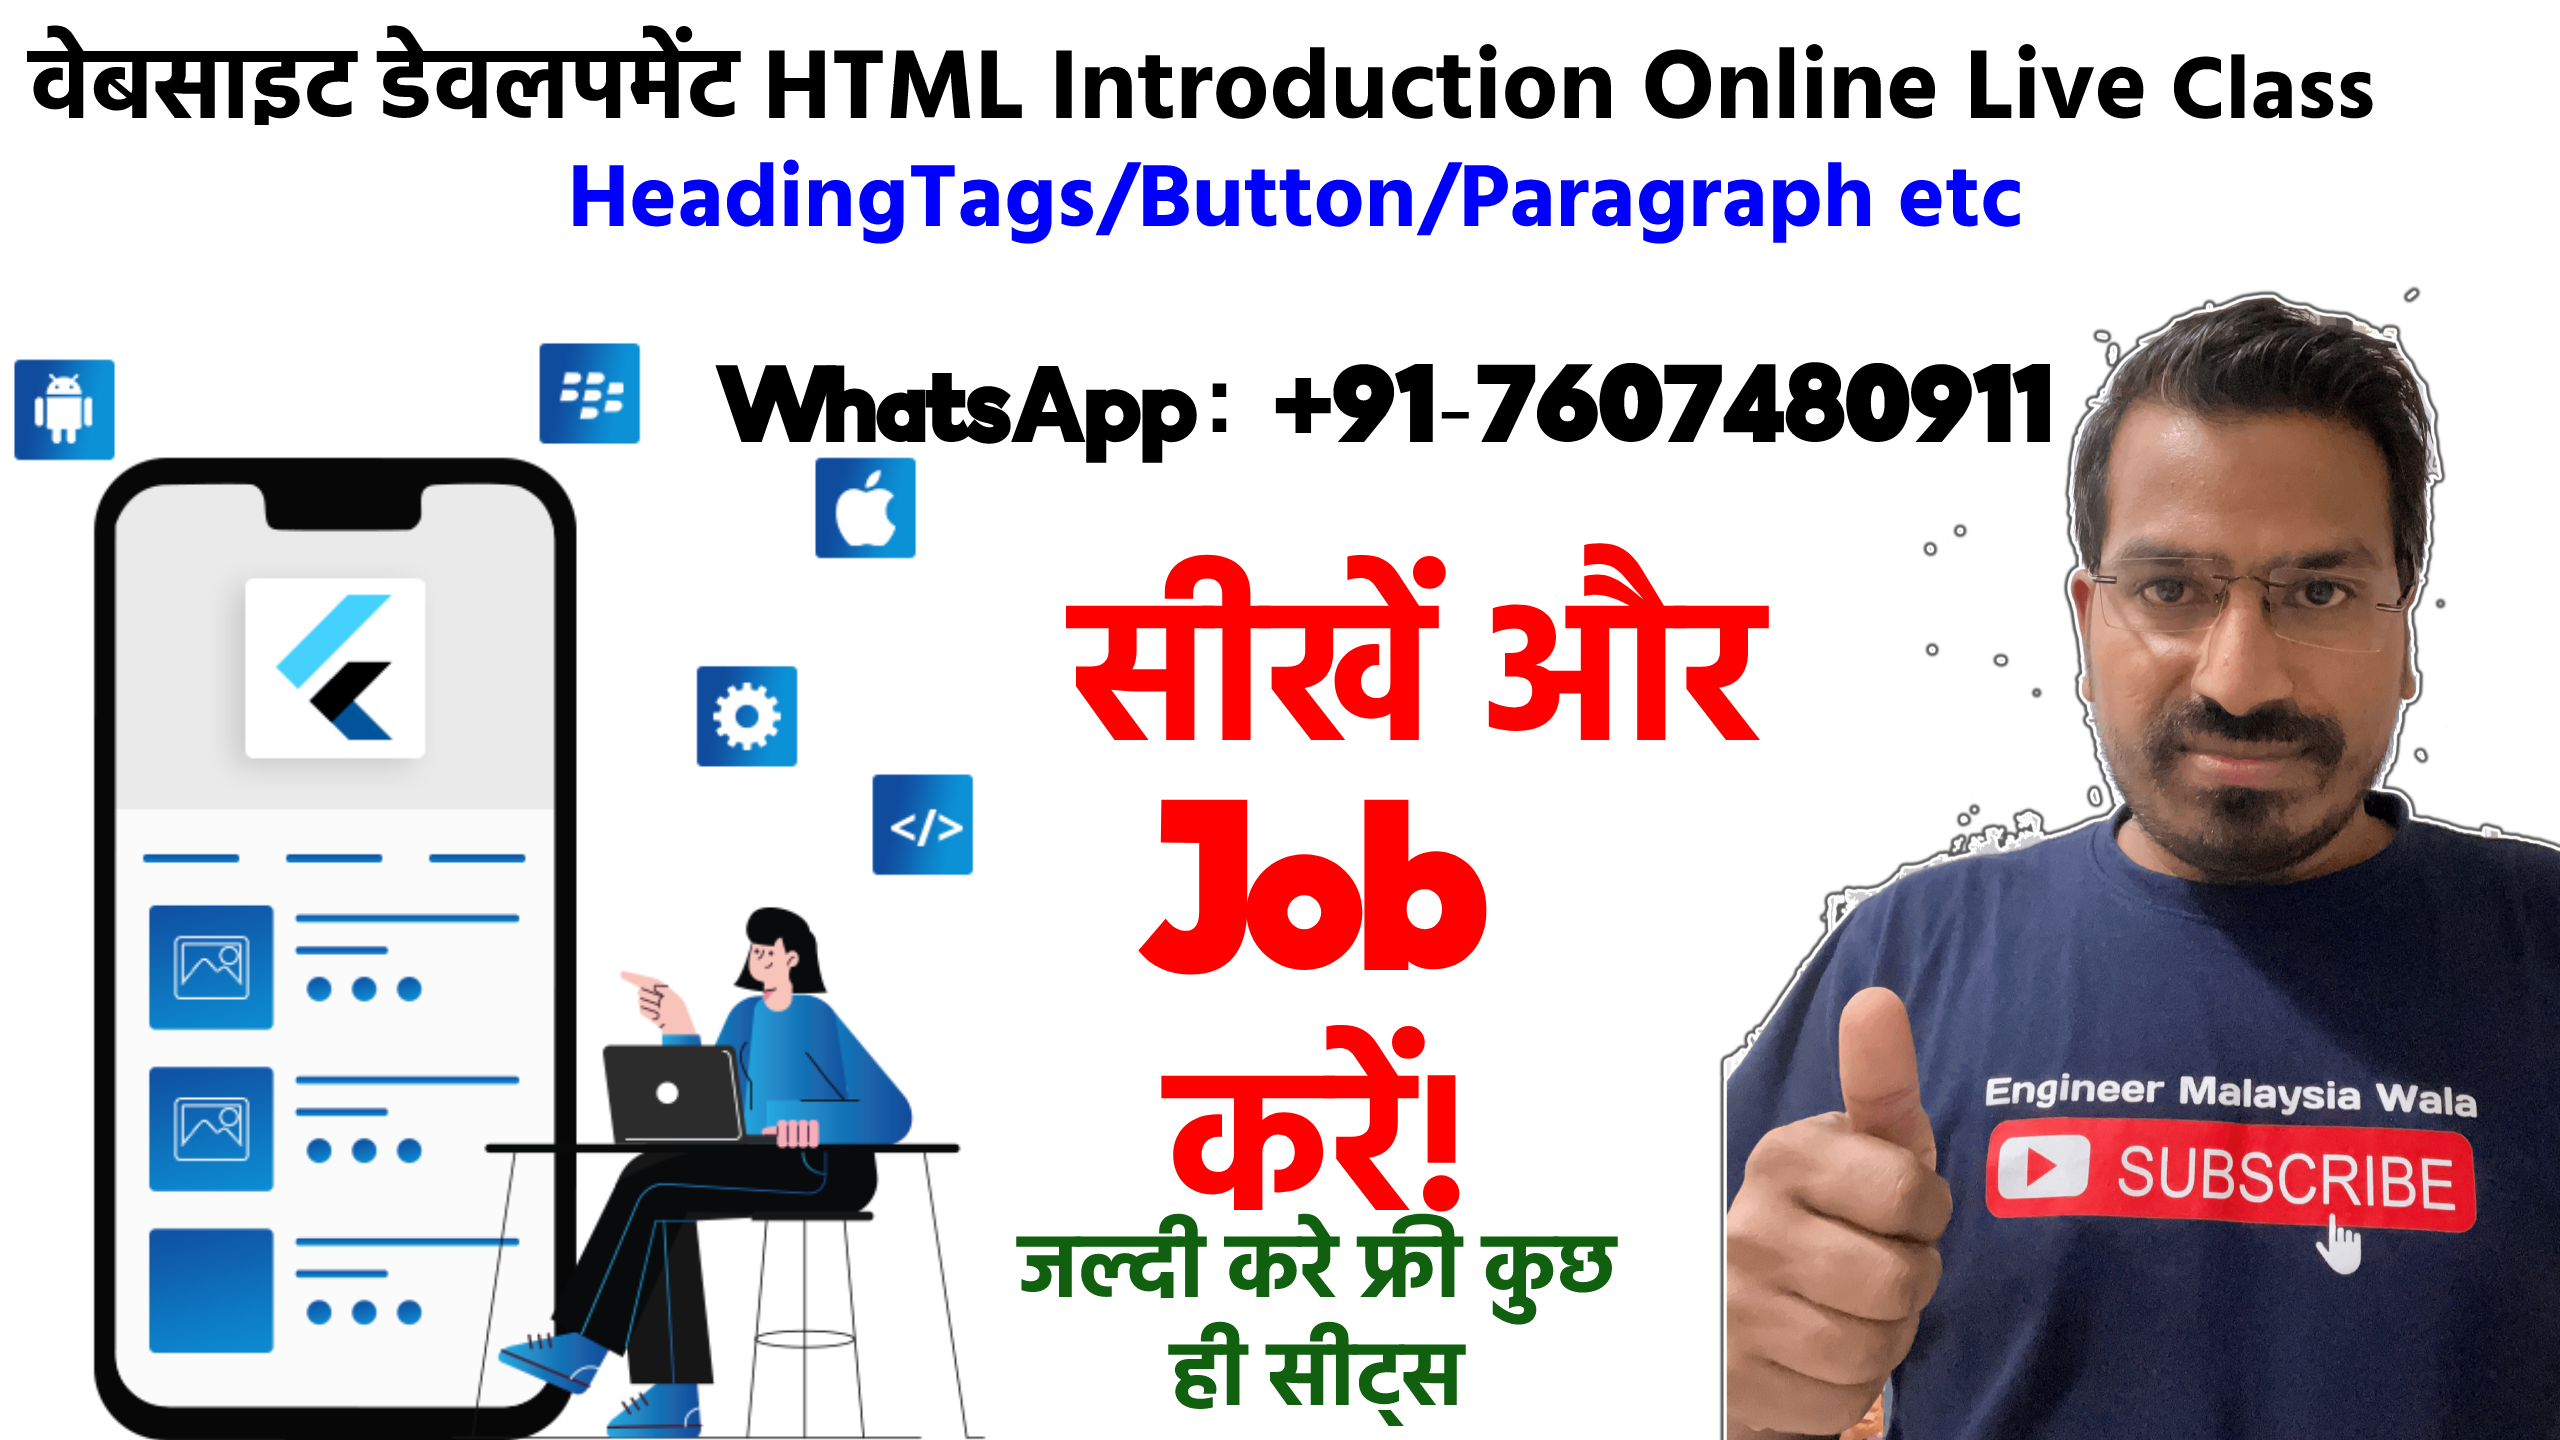 वेबसाइट डेवलपमेंट HTML Introduction Online Live Class
HeadingTags/Button/Paragraph etc
WhatsApp: +91-7607480911
सीखें और
Job
करें!
जल्दी करे फ्री कुछ
ही सीट्स
</>
Engineer Malaysia Wala
SUBSCRIBE